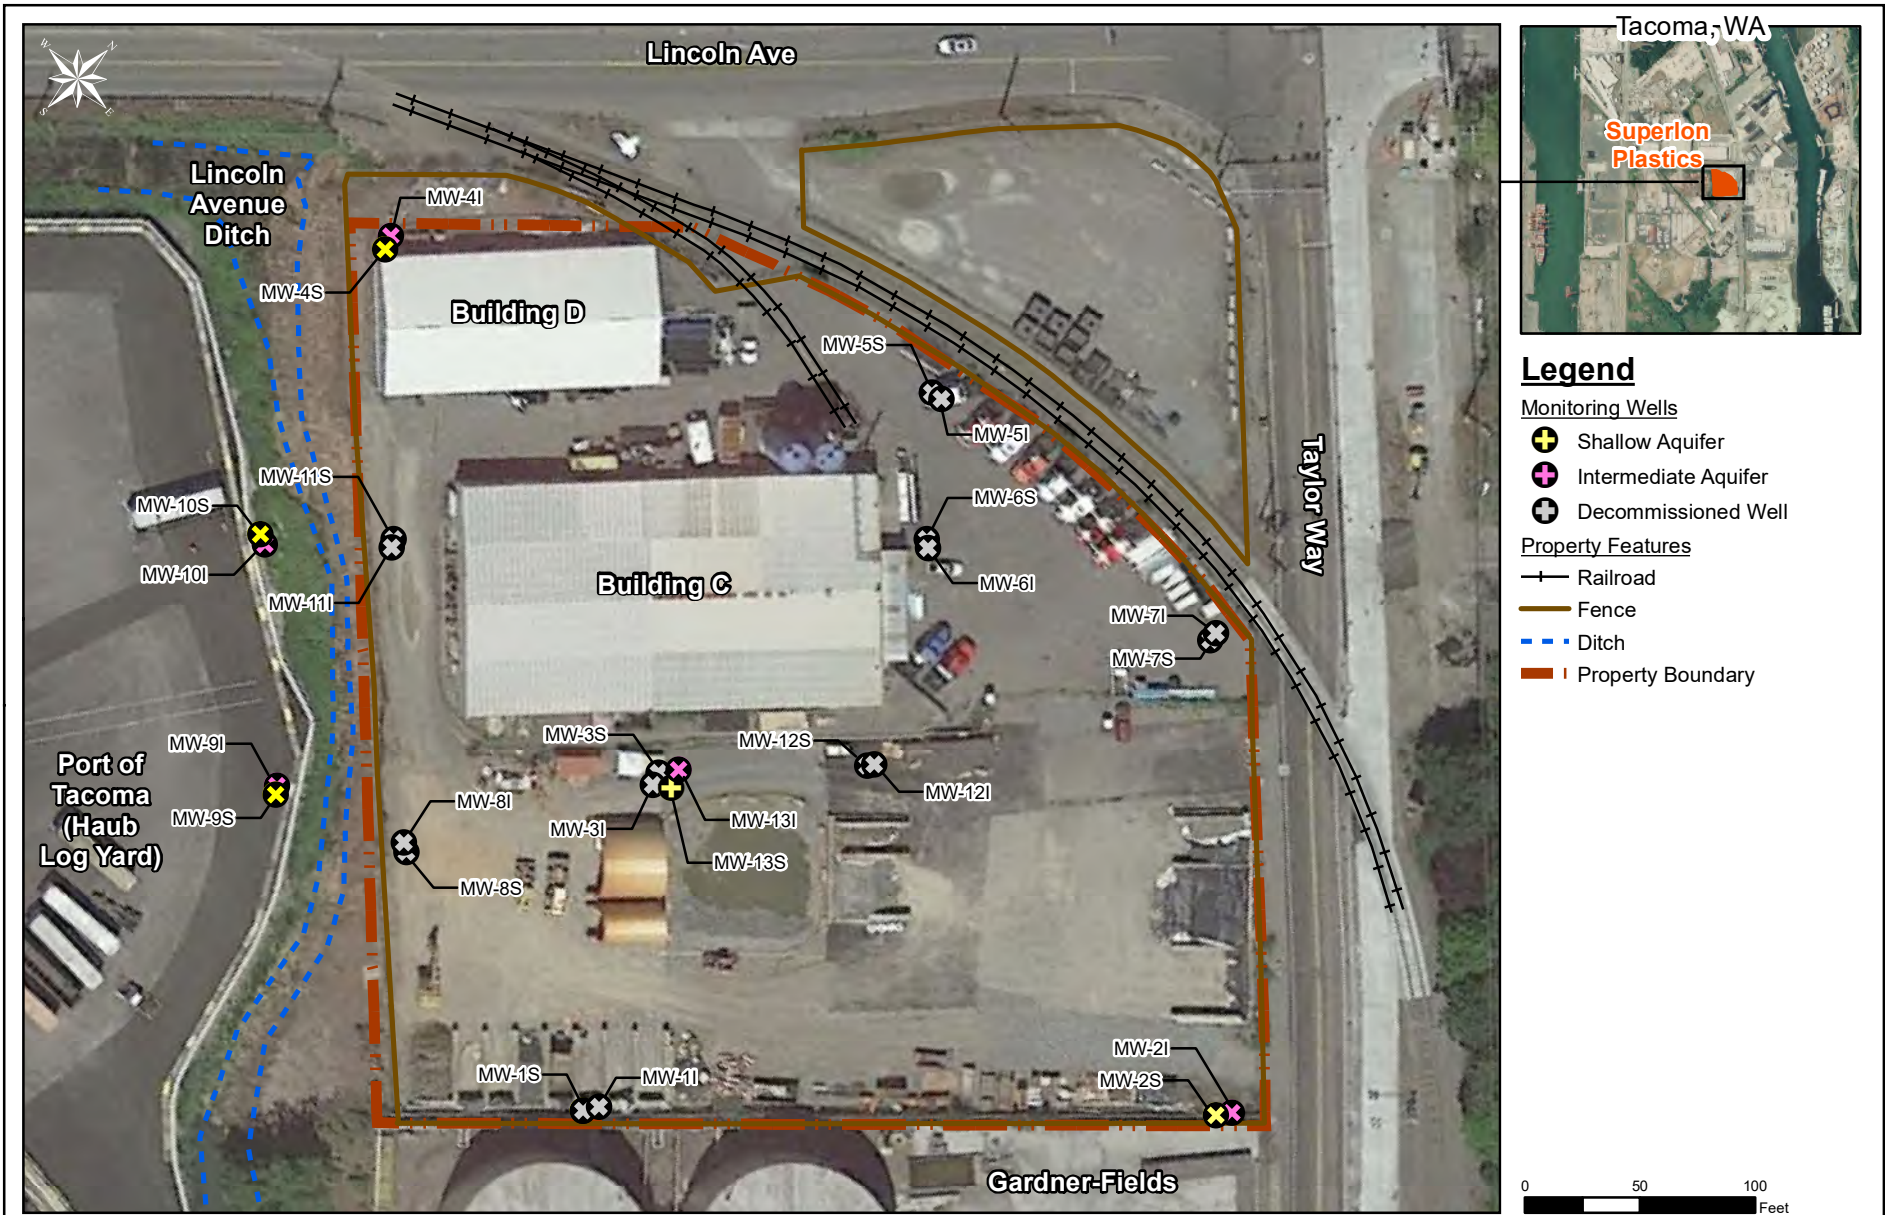 Lincoln Ave
Tacoma, WA
Superlon
Plastics
W
N
S
E
Lincoln
Avenue
Ditch
MW-4I
MW-4S
Building D
MW-5S
MW-5I
MW-11S
MW-10S
MW-10I
MW-11I
Building C
MW-6S
MW-6I
Taylor Way
MW-7I
MW-7S
MW-9I
MW-9S
Port of
Tacoma
(Haub
Log Yard)
MW-3S
MW-12S
MW-12I
MW-8I
MW-3I
MW-13I
MW-13S
MW-8S
MW-1S
MW-1I
MW-2I
MW-2S
Gardner-Fields
Legend
Monitoring Wells
Shallow Aquifer
Intermediate Aquifer
Decommissioned Well
Property Features
Railroad
Fence
Ditch
Property Boundary
0 50 100
Feet